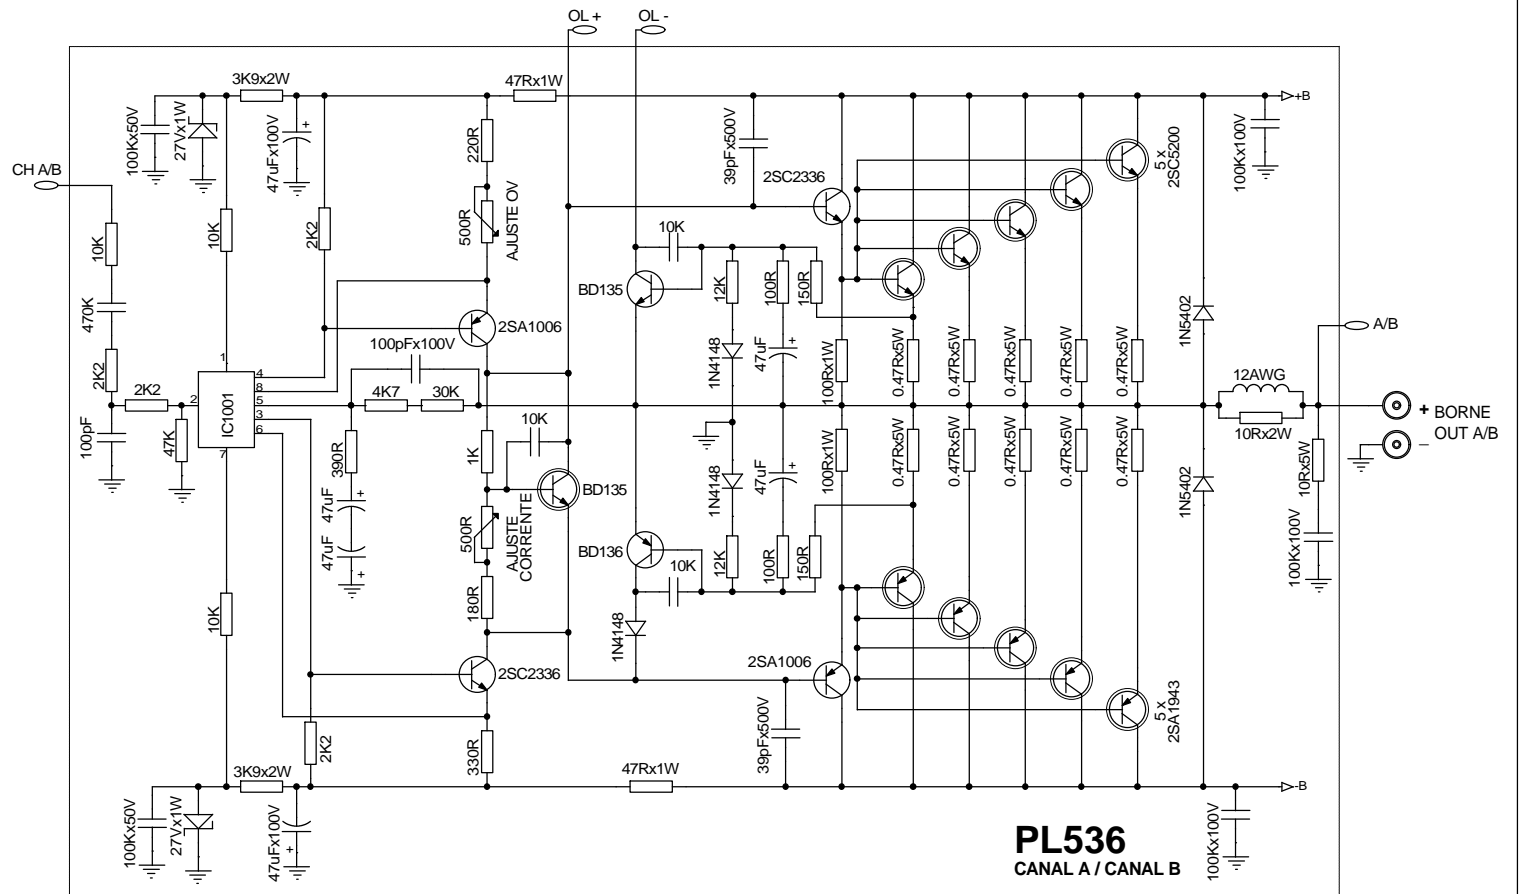 OL +
OL -
3K9x2W
47Rx1W
+B
100Kx50V
27Vx1W
47uFx100V
220R
39pFx500V
5 x
2SC5200
100Kx100V
CH A/B
2SC2336
10K
10K
2K2
500R
AJUSTE OV
10K
BD135
12K
100R
150R
470K
2SA1006
1N5402
A/B
100pFx100V
1N4148
47uF
100Rx1W
0.47Rx5W
0.47Rx5W
0.47Rx5W
0.47Rx5W
0.47Rx5W
2K2
1
4
8
5
3
6
2
7
IC1001
2K2
4K7
30K
12AWG
10Rx2W
+ BORNE
OUT A/B
–
100pF
47K
390R
1K
10K
BD135
1N4148
47uF
100Rx1W
0.47Rx5W
0.47Rx5W
0.47Rx5W
0.47Rx5W
0.47Rx5W
1N5402
10Rx5W
47uF
47uF
500R
AJUSTE
CORRENTE
BD136
10K
12K
100R
150R
100Kx100V
10K
180R
1N4148
2SC2336
2SA1006
5 x
2SA1943
2K2
330R
39pFx500V
3K9x2W
47Rx1W
-B
100Kx50V
27Vx1W
47uFx100V
100Kx100V
PL536
CANAL A / CANAL B